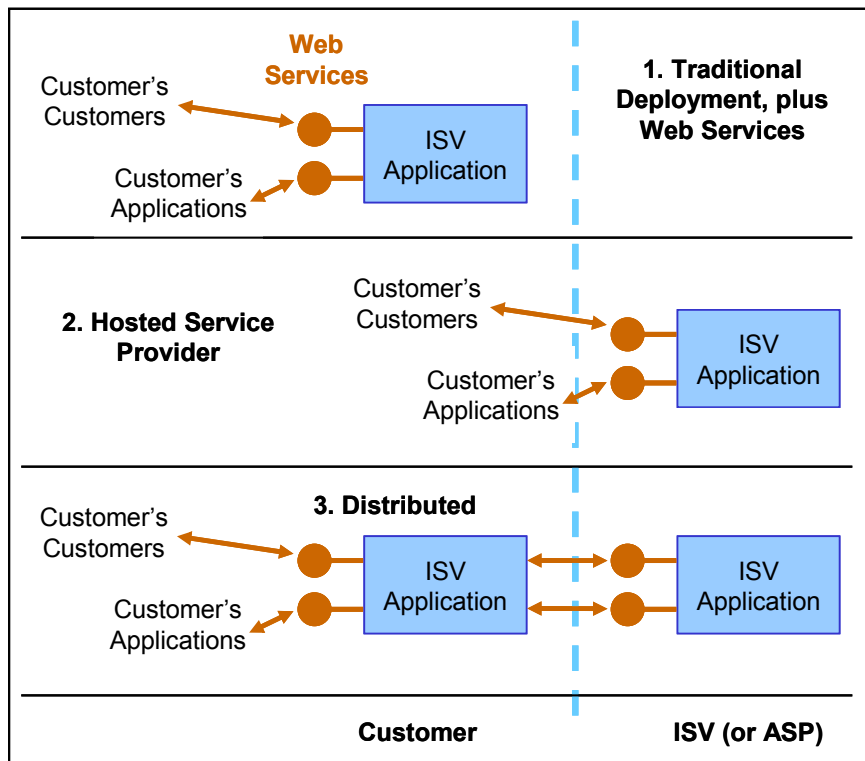 Web
Services
Customer’s
Customers
Customer’s
Applications
ISV
Application
1. Traditional
Deployment, plus
Web Services
2. Hosted Service
Provider
Customer’s
Customers
Customer’s
Applications
ISV
Application
3. Distributed
Customer’s
Customers
Customer’s
Applications
ISV
Application
ISV
Application
Customer
ISV (or ASP)